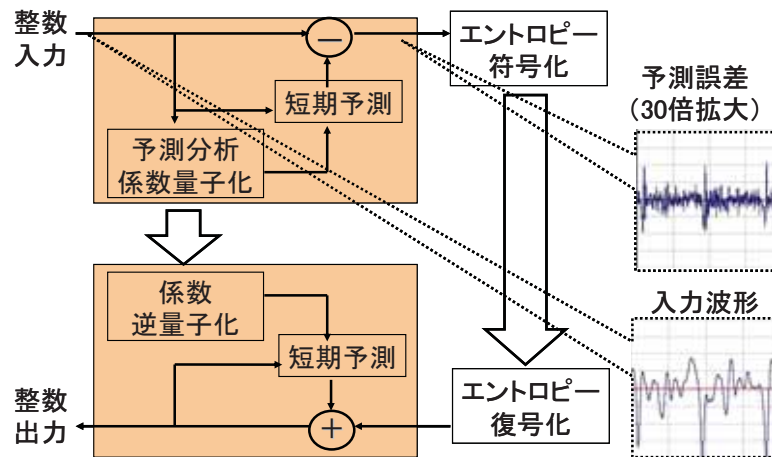 整数
入力
−
エントロピー
符号化
短期予測
予測分析
係数量子化
予測誤差
（30倍拡大）
係数
逆量子化
短期予測
入力波形
整数
出力
+
エントロピー
復号化